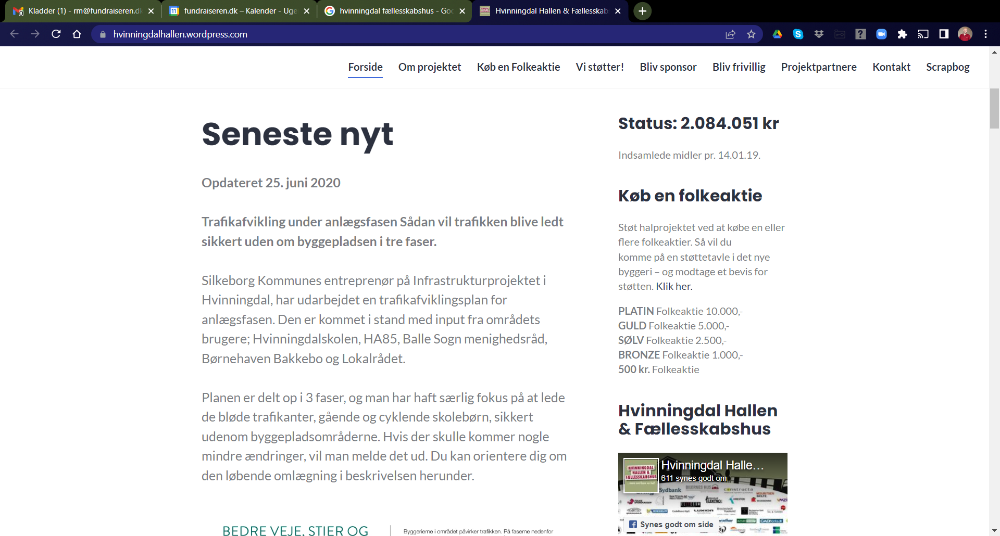 Kladder (1) - rm@fundraiseren.dk
fundraiseren.dk – Kalender - Uge
hvinningdal fællesskabshus - Goo
Hvinningdal Hallen & Fællesskab
hvinningdalhallen.wordpress.com
Forside Om projektet Køb en Folkeaktie Vi støtter! Bliv sponsor Bliv frivillig Projektpartnere Kontakt Scrapbog
Seneste nyt
Opdateret 25. juni 2020
Trafikafvikling under anlægsfasen Sådan vil trafikken blive ledt
sikkert uden om byggepladsen i tre faser.
Silkeborg Kommunes entreprenør på Infrastrukturprojektet i
Hvinningdal, har udarbejdet en trafikafviklingsplan for
anlægsfasen. Den er kommet i stand med input fra områdets
brugere; Hvinningdalskolen, HA85, Balle Sogn menighedsråd,
Børnehaven Bakkebo og Lokalrådet.
Planen er delt op i 3 faser, og man har haft særlig fokus på at lede
de bløde trafikanter, gående og cyklende skolebørn, sikkert
udenom byggepladsområderne. Hvis der skulle kommer nogle
mindre ændringer, vil man melde det ud. Du kan orientere dig om
den løbende omlægning i beskrivelsen herunder.
BEDRE VEJE, STIER OG
Byggerierne i området påvirker trafikken. På faserne nedenfor
Status: 2.084.051 kr
Indsamlede midler pr. 14.01.19.
Køb en folkeaktie
Støt halprojektet ved at købe en eller
flere folkeaktier. Så vil du
komme på en støttetavle i det nye
byggeri – og modtage et bevis for
støtten. Klik her.
PLATIN Folkeaktie 10.000,-
GULD Folkeaktie 5.000,-
SØLV Folkeaktie 2.500,-
BRONZE Folkeaktie 1.000,-
500 kr. Folkeaktie
Hvinningdal Hallen
& Fællesskabshus
HVINNINGDAL
HALLEN &
FÆLLESSKABSHUS
Hvinningdal Halle...
611 synes godt om
Sydbank
BILERNES HUS
constructa
LUXION
winther
CADWorks.dk
Synes godt om side